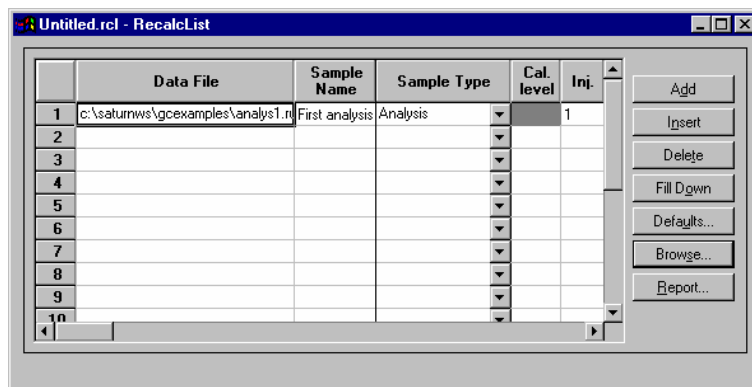 Untitled.rcl - RecalcList
Data File Sample Name Sample Type Cal. level Inj.
1 c:\saturnws\gcexamples\analys1.ru First analysis Analysis 1
2
3
4
5
6
7
8
9
10
Add
Insert
Delete
Fill Down
Defaults...
Browse...
Report...